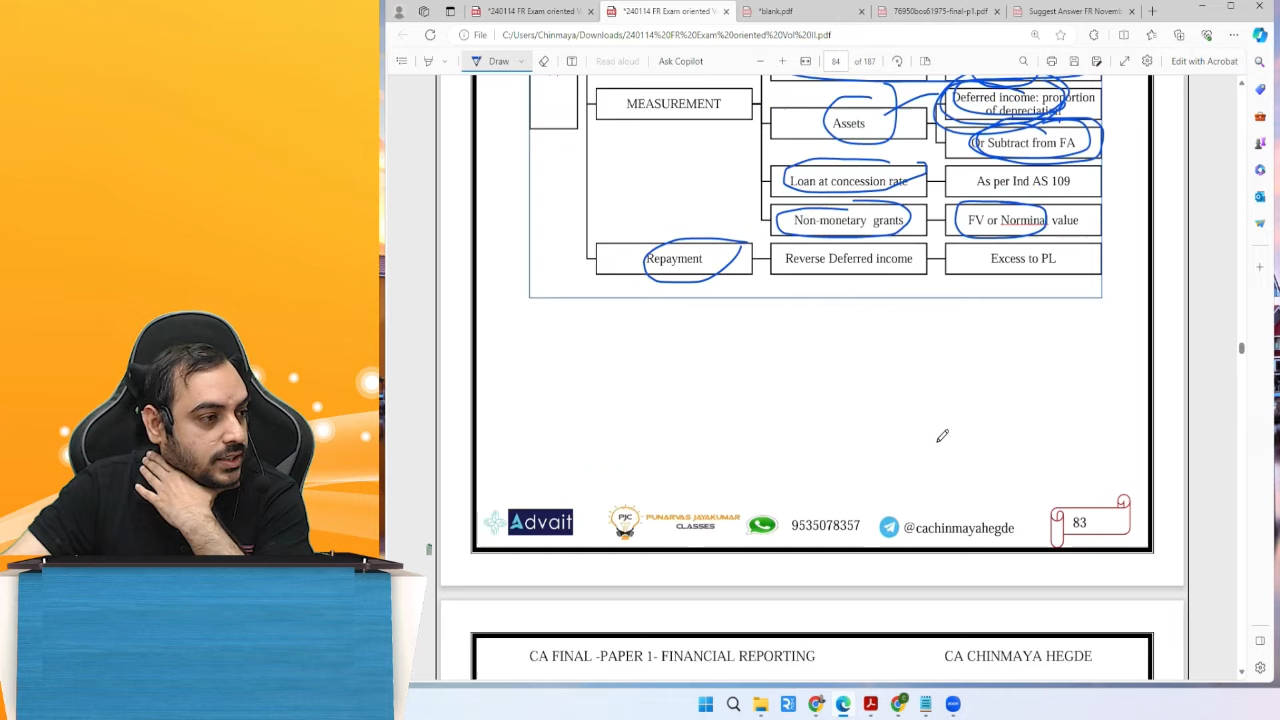 *240114 FR Exam oriented V
*240114 FR Exam oriented Vo
*blank.pdf
76950bos61975-final-p1.pdf
Suggest Answer FR Novemb
File
C:/Users/Chinmaya/Downloads/240114%20FR%20Exam%20oriented%20Vol%20II.pdf
Draw
Read aloud
Ask Copilot
84 of 187
Edit with Acrobat
MEASUREMENT
Assets
Deferred income: proportion
of depreciation
Or Subtract from FA
Loan at concession rate
As per Ind AS 109
Non-monetary grants
FV or Norminal value
Repayment
Reverse Deferred income
Excess to PL
Advait
PJC
PUNARVAS JAYAKUMAR
CLASSES
9535078357
@cachinmayahegde
83
CA FINAL -PAPER 1- FINANCIAL REPORTING
CA CHINMAYA HEGDE